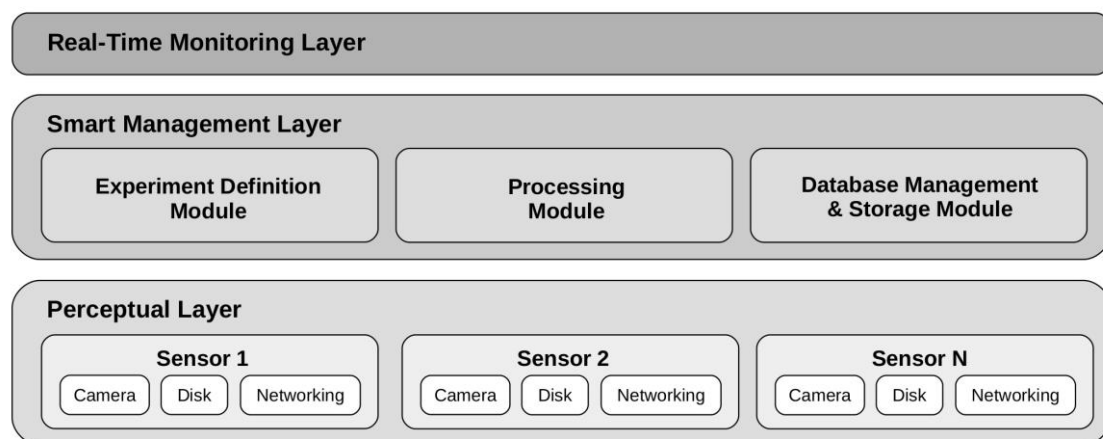 Real-Time Monitoring Layer
Smart Management Layer
Experiment Definition
Module
Processing
Module
Database Management
& Storage Module
Perceptual Layer
Sensor 1
Camera Disk Networking
Sensor 2
Camera Disk Networking
Sensor N
Camera Disk Networking